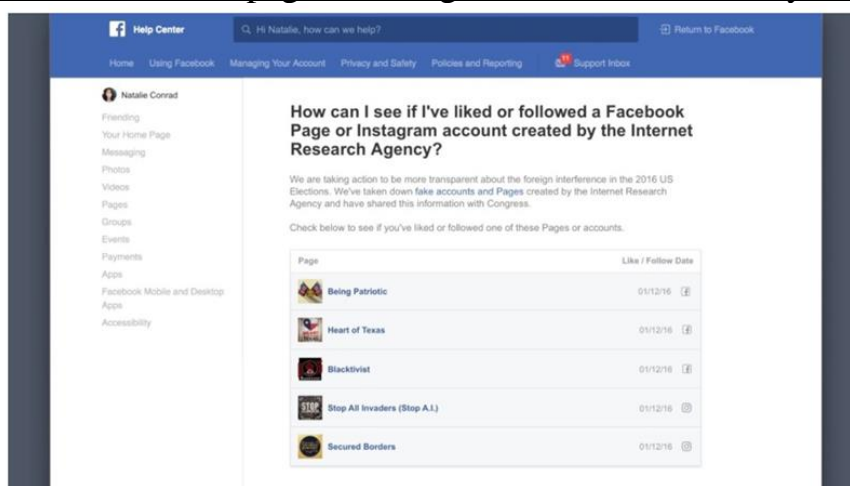 Help Center
Hi Natalie, how can we help?
Return to Facebook
Home Using Facebook Managing Your Account Privacy and Safety Policies and Reporting 11 Support Inbox
Natalie Conrad
Friending
Your Home Page
Messaging
Photos
Videos
Pages
Groups
Events
Payments
Apps
Facebook Mobile and Desktop
Apps
Accessibility
How can I see if I've liked or followed a Facebook
Page or Instagram account created by the Internet
Research Agency?
We are taking action to be more transparent about the foreign interference in the 2016 US
Elections. We've taken down fake accounts and Pages created by the Internet Research
Agency and have shared this information with Congress.
Check below to see if you've liked or followed one of these Pages or accounts.
Page Like / Follow Date
Being Patriotic 01/12/16
Heart of Texas 01/12/16
Blacktivist 01/12/16
STOP
Stop All Invaders (Stop A.I.) 01/12/16
Secured Borders 01/12/16